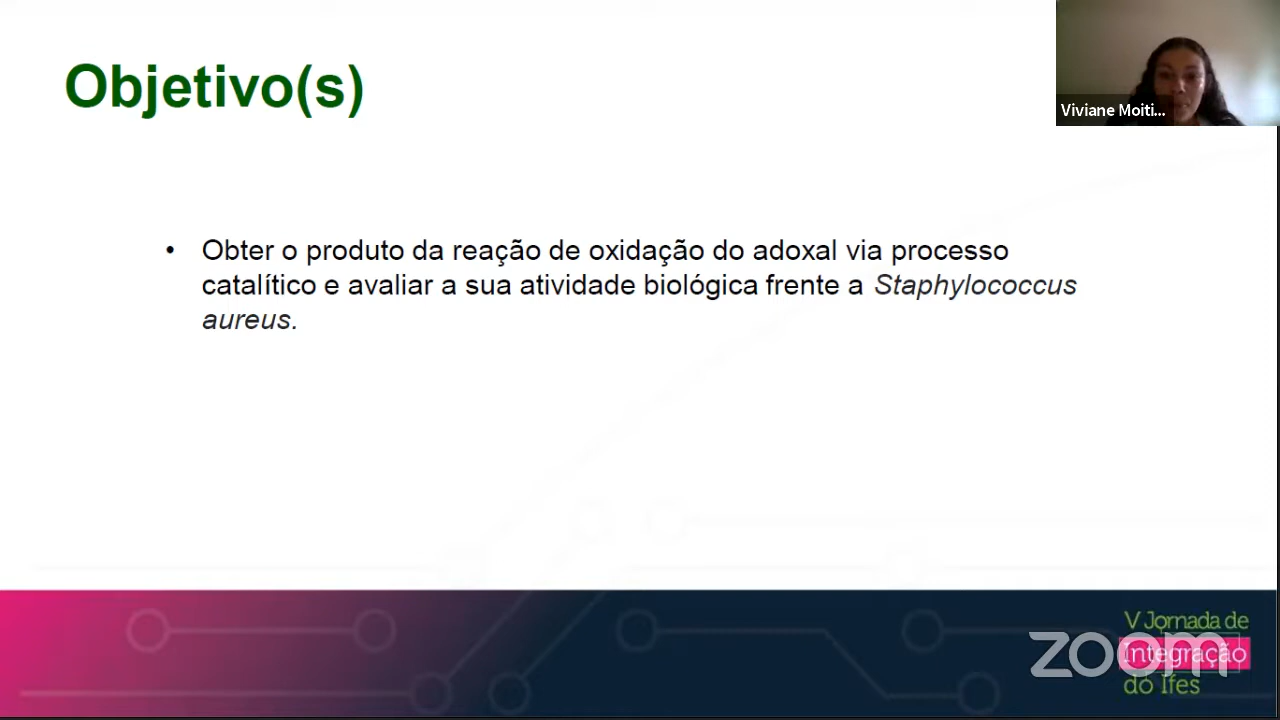 Objetivo(s)
Viviane Moiti...
• Obter o produto da reação de oxidação do adoxal via processo
catalítico e avaliar a sua atividade biológica frente a Staphylococcus
aureus.
V Jornada de
Integração
do Ifes
zoom